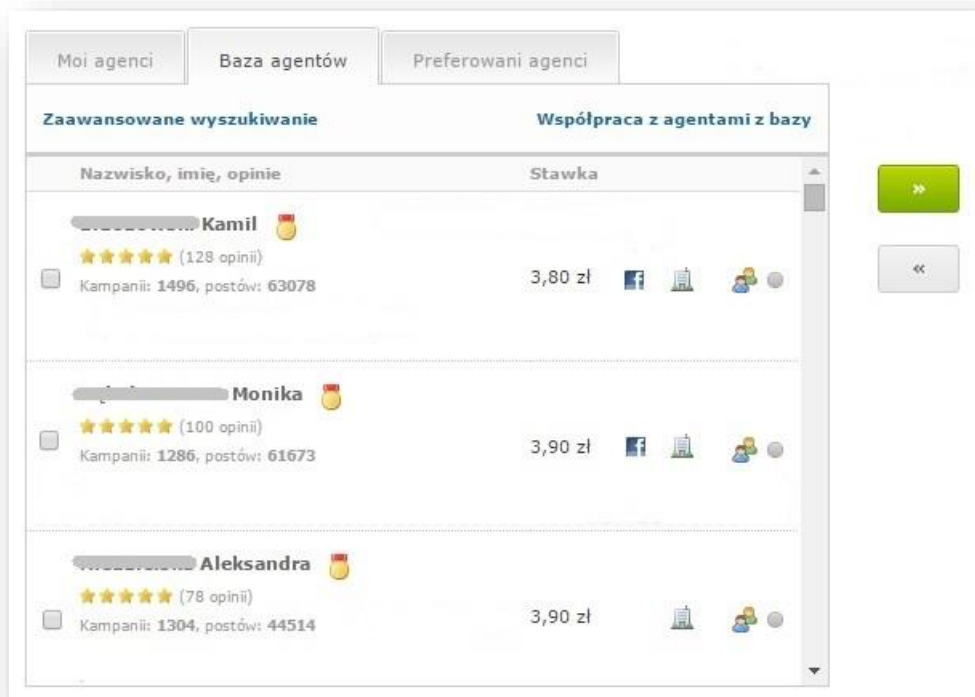 Moi agenci
Baza agentów
Preferowani agenci
Zaawansowane wyszukiwanie
Współpraca z agentami z bazy
Nazwisko, imię, opinie
Stawka
»
Kamil
(128 opinii)
Kampanii: 1496, postów: 63078
3,80 zł
«
Monika
(100 opinii)
Kampanii: 1286, postów: 61673
3,90 zł
Aleksandra
(78 opinii)
Kampanii: 1304, postów: 44514
3,90 zł